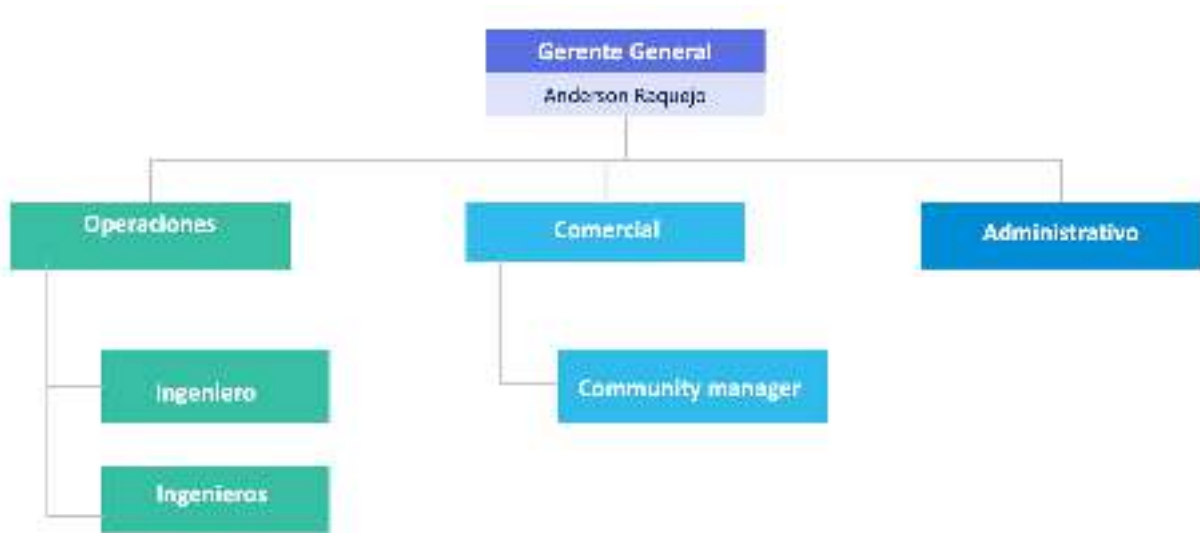 Gerente General
Anderson Raquejo
Operaciones
Comercial
Administrativo
Ingeniero
Community manager
Ingenieros